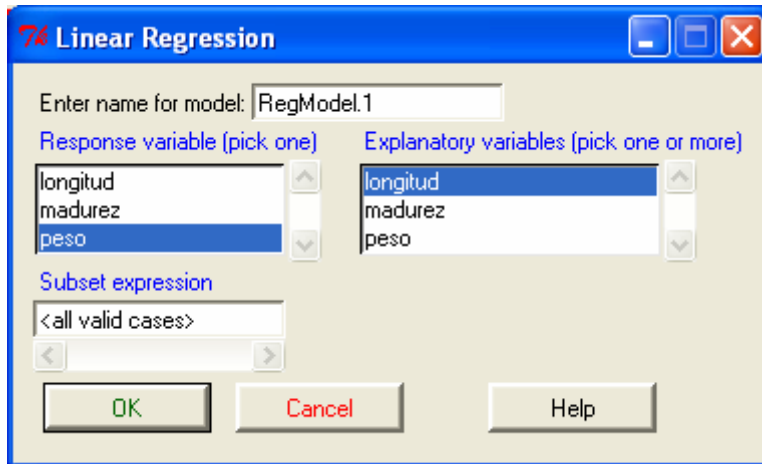 Linear Regression
Enter name for model: RegModel.1
Response variable (pick one) Explanatory variables (pick one or more)
longitud longitud
madurez madurez
peso peso
Subset expression
<all valid cases>
OK Cancel Help